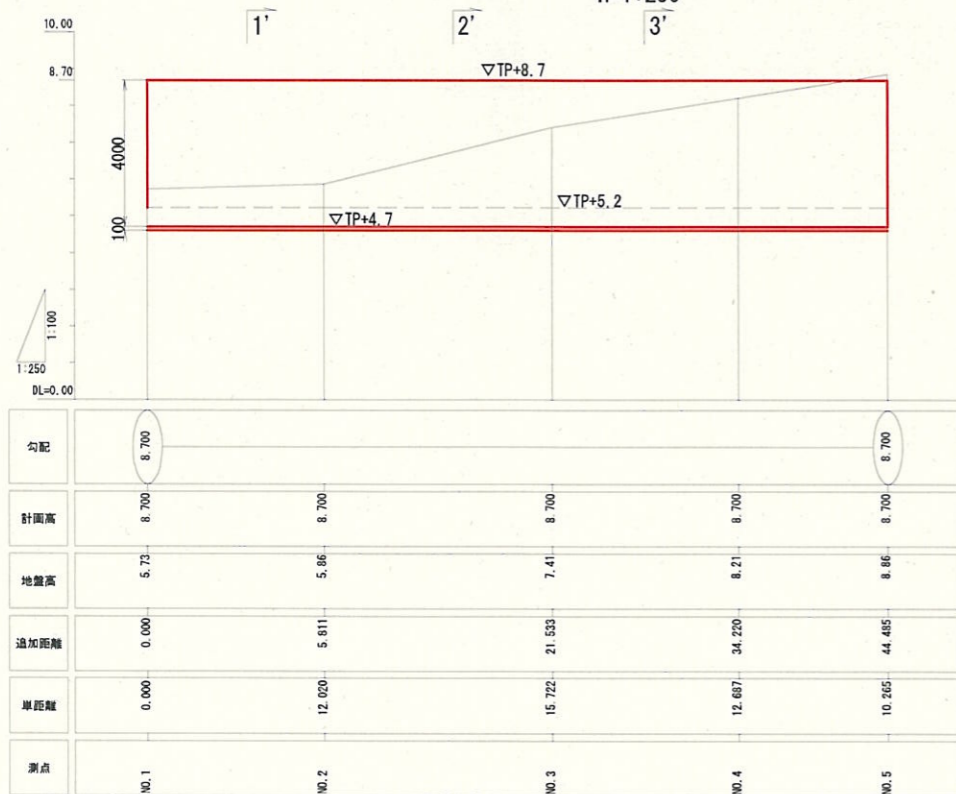 1' 2' 3'
10.00
8.70
▽TP+8.7
4000
▽TP+5.2
▽TP+4.7
100
1:100
1:250
DL=0.00
勾配 8.700 8.700
計画高 8.700 8.700 8.700 8.700 8.700
地盤高 5.73 5.86 7.41 8.21 8.86
追加距離 0.000 5.811 21.533 34.220 44.485
単距離 0.000 12.020 15.722 12.687 10.265
測点 NO.1 NO.2 NO.3 NO.4 NO.5